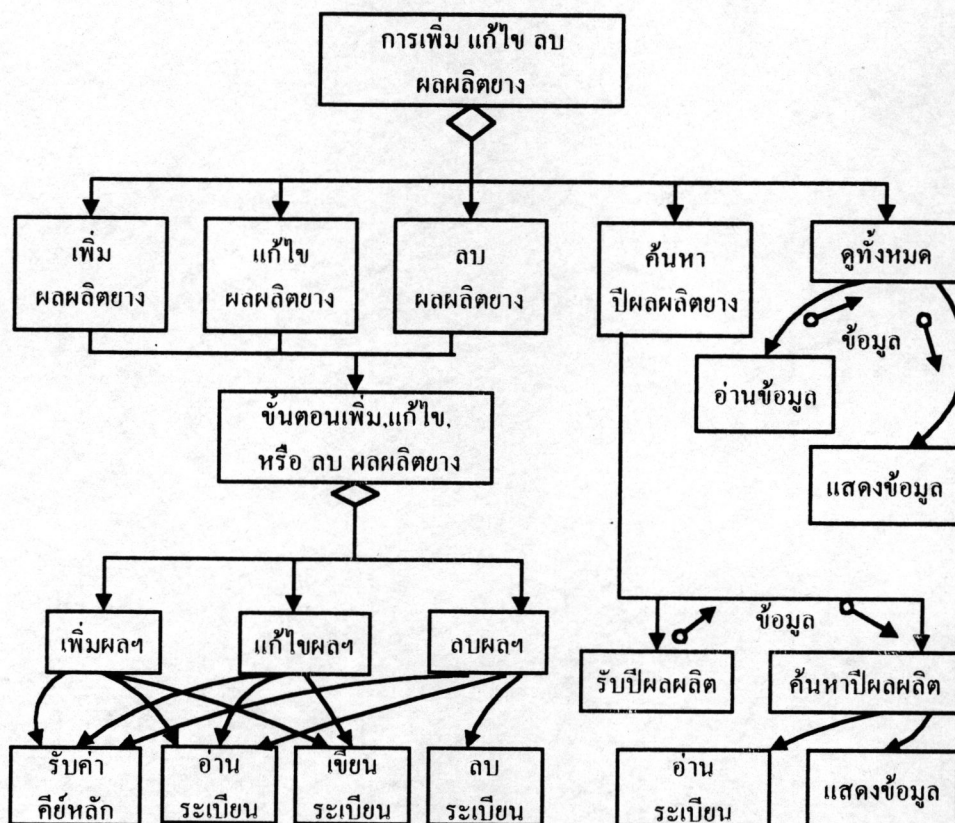 การเพิ่ม แก้ไข ลบ
ผลผลิตยาง
เพิ่ม
ผลผลิตยาง
แก้ไข
ผลผลิตยาง
ลบ
ผลผลิตยาง
ค้นหา
ปีผลผลิตยาง
ดูทั้งหมด
ข้อมูล
อ่านข้อมูล
แสดงข้อมูล
ขั้นตอนเพิ่ม,แก้ไข,
หรือ ลบ ผลผลิตยาง
เพิ่มผลฯ
แก้ไขผลฯ
ลบผลฯ
ข้อมูล
รับปีผลผลิต
ค้นหาปีผลผลิต
รับค่า
คีย์หลัก
อ่าน
ระเบียน
เขียน
ระเบียน
ลบ
ระเบียน
อ่าน
ระเบียน
แสดงข้อมูล